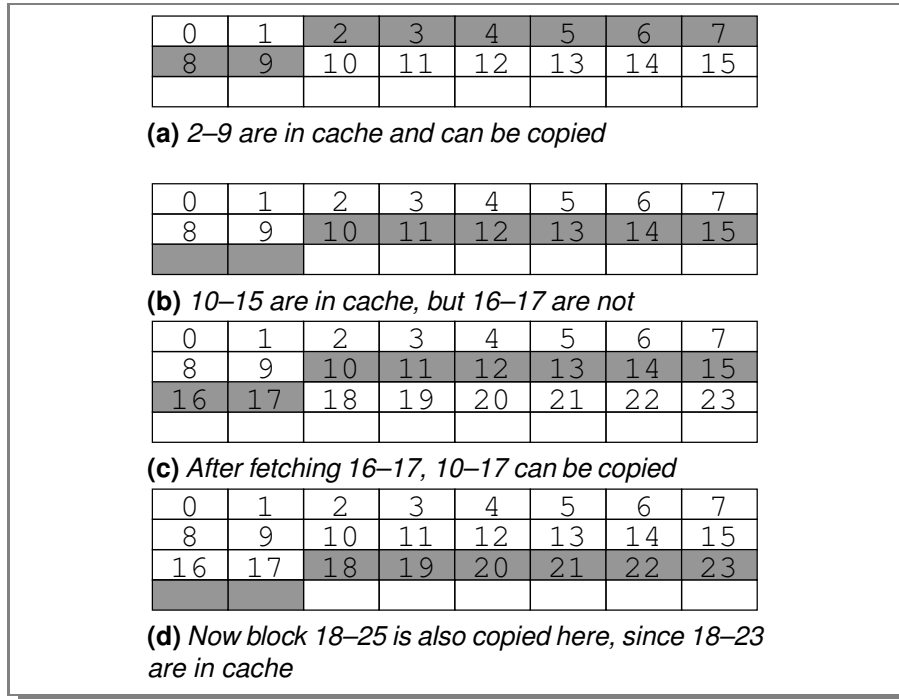 0 1 2 3 4 5 6 7
8 9 10 11 12 13 14 15
(a) 2–9 are in cache and can be copied
0 1 2 3 4 5 6 7
8 9 10 11 12 13 14 15
(b) 10–15 are in cache, but 16–17 are not
0 1 2 3 4 5 6 7
8 9 10 11 12 13 14 15
16 17 18 19 20 21 22 23
(c) After fetching 16–17, 10–17 can be copied
0 1 2 3 4 5 6 7
8 9 10 11 12 13 14 15
16 17 18 19 20 21 22 23
(d) Now block 18–25 is also copied here, since 18–23
are in cache